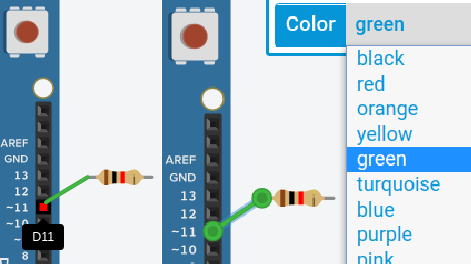 AREF
GND
13
12
~11
~10
D11
8
AREF
GND
13
12
~11
~10
Color green
black
red
orange
yellow
green
turquoise
blue
purple
pink